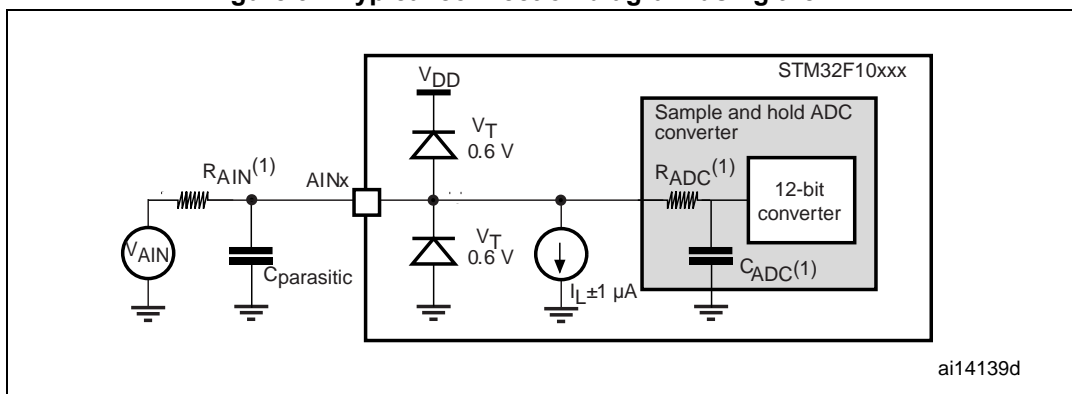 STM32F10xxx
VDD
Sample and hold ADC
converter
VT
0.6 V
RAIN(1)
AINx
RADC(1)
12-bit
converter
VAIN
Cparasitic
VT
0.6 V
IL±1 µA
CADC(1)
ai14139d